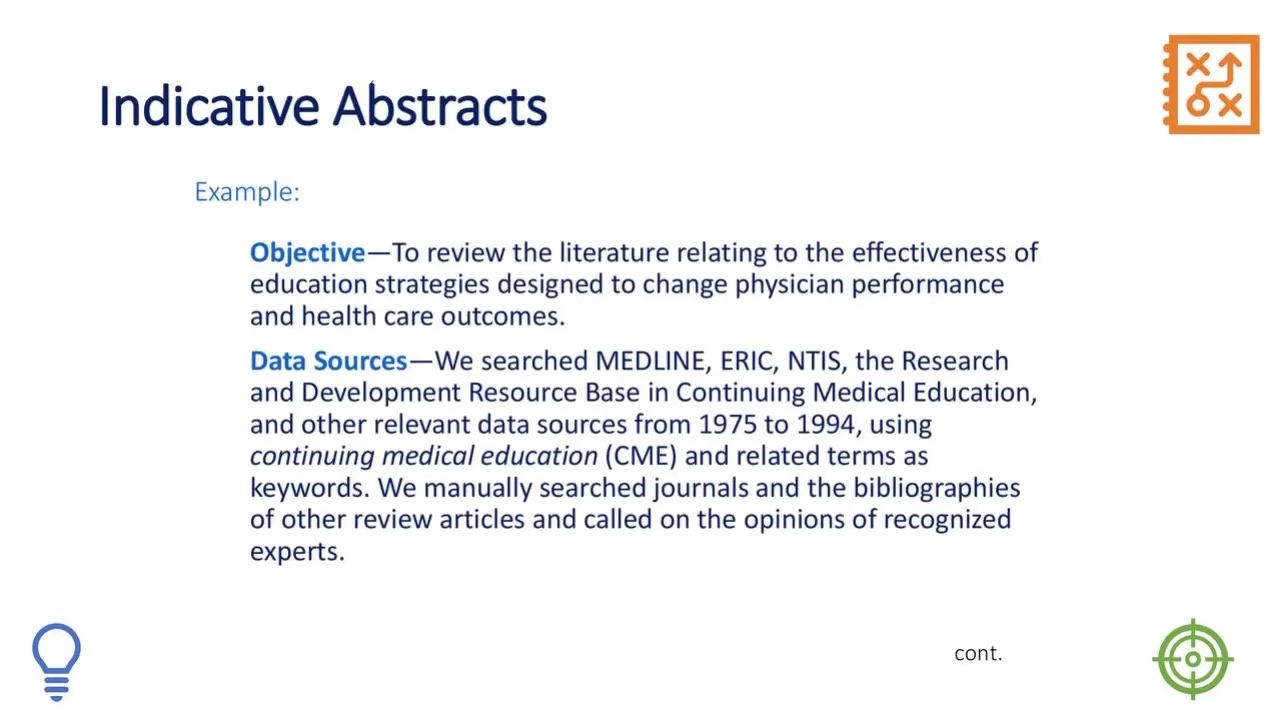 Indicative Abstracts
Example:
Objective—To review the literature relating to the effectiveness of
education strategies designed to change physician performance
and health care outcomes.
Data Sources—We searched MEDLINE, ERIC, NTIS, the Research
and Development Resource Base in Continuing Medical Education,
and other relevant data sources from 1975 to 1994, using
continuing medical education (CME) and related terms as
keywords. We manually searched journals and the bibliographies
of other review articles and called on the opinions of recognized
experts.
cont.